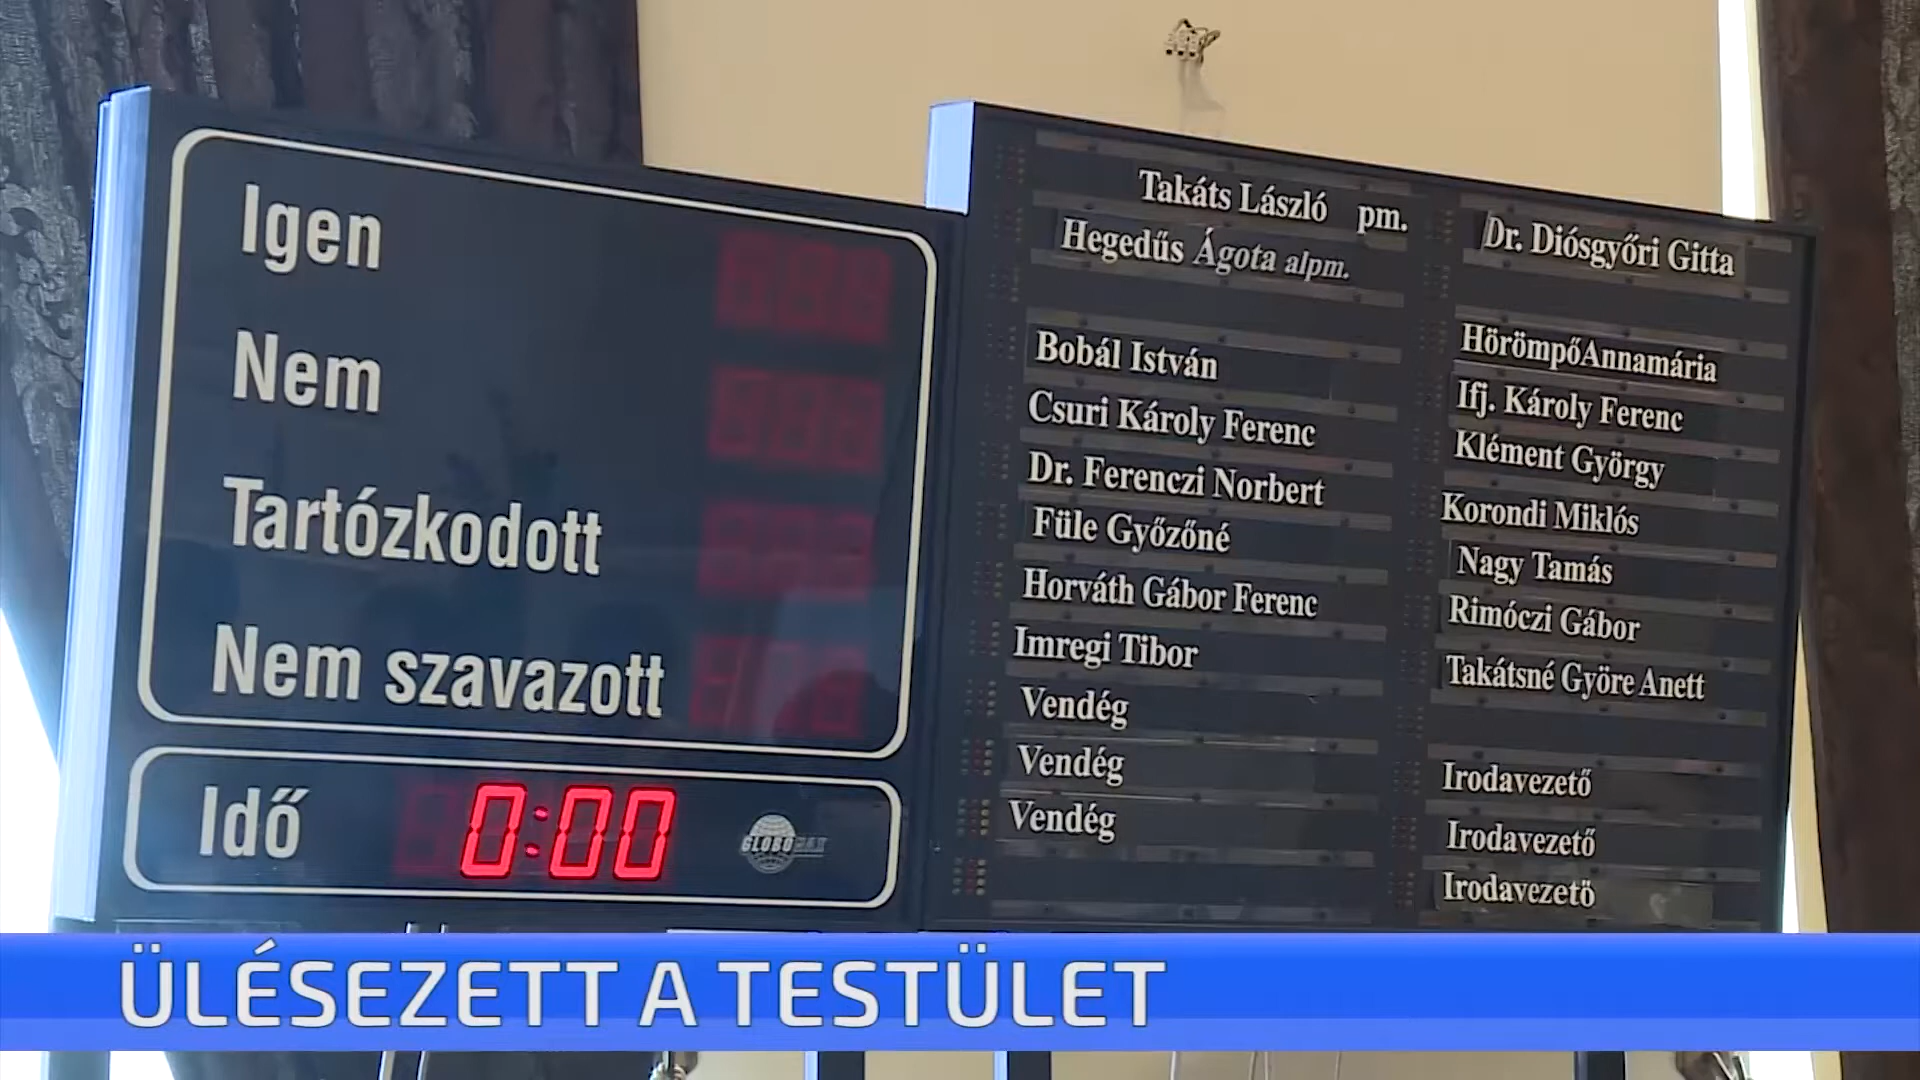 Igen
Nem
Tartózkodott
Nem szavazott
Idő 0:00
GLOBOMAX
Takáts László pm.
Hegedűs Ágota alpm.
Bobál István
Csuri Károly Ferenc
Dr. Ferenczi Norbert
Füle Győzőné
Horváth Gábor Ferenc
Imregi Tibor
Vendég
Vendég
Vendég
Dr. Diósgyőri Gitta
HörömpőAnnamária
Ifj. Károly Ferenc
Klément György
Korondi Miklós
Nagy Tamás
Rimóczi Gábor
Takátsné Györe Anett
Irodavezető
Irodavezető
Irodavezető
ÜLÉSEZETT A TESTÜLET